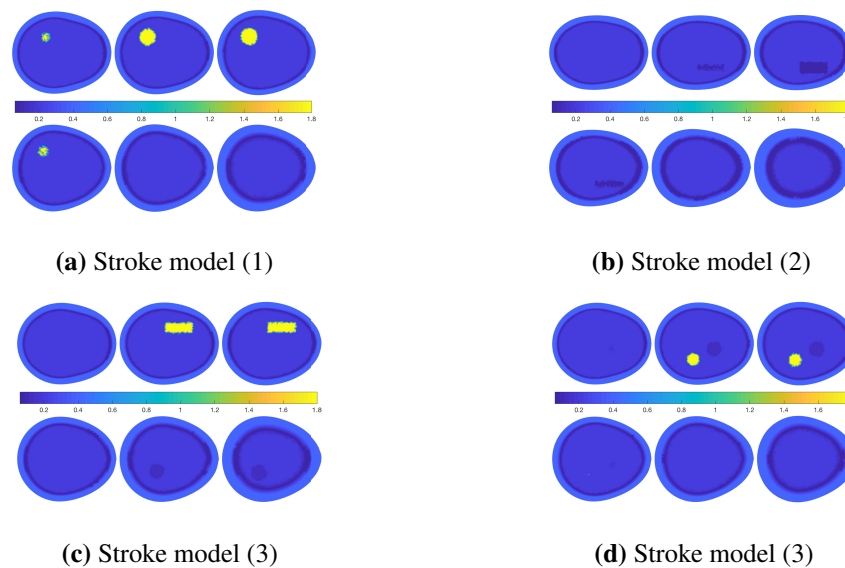 0.2 0.4 0.6 0.8 1 1.2 1.4 1.6 1.8
0.2 0.4 0.6 0.8 1 1.2 1.4 1.6
(a) Stroke model (1)
(b) Stroke model (2)
0.2 0.4 0.6 0.8 1 1.2 1.4 1.6 1.8
0.2 0.4 0.6 0.8 1 1.2 1.4 1.6
(c) Stroke model (3)
(d) Stroke model (3)